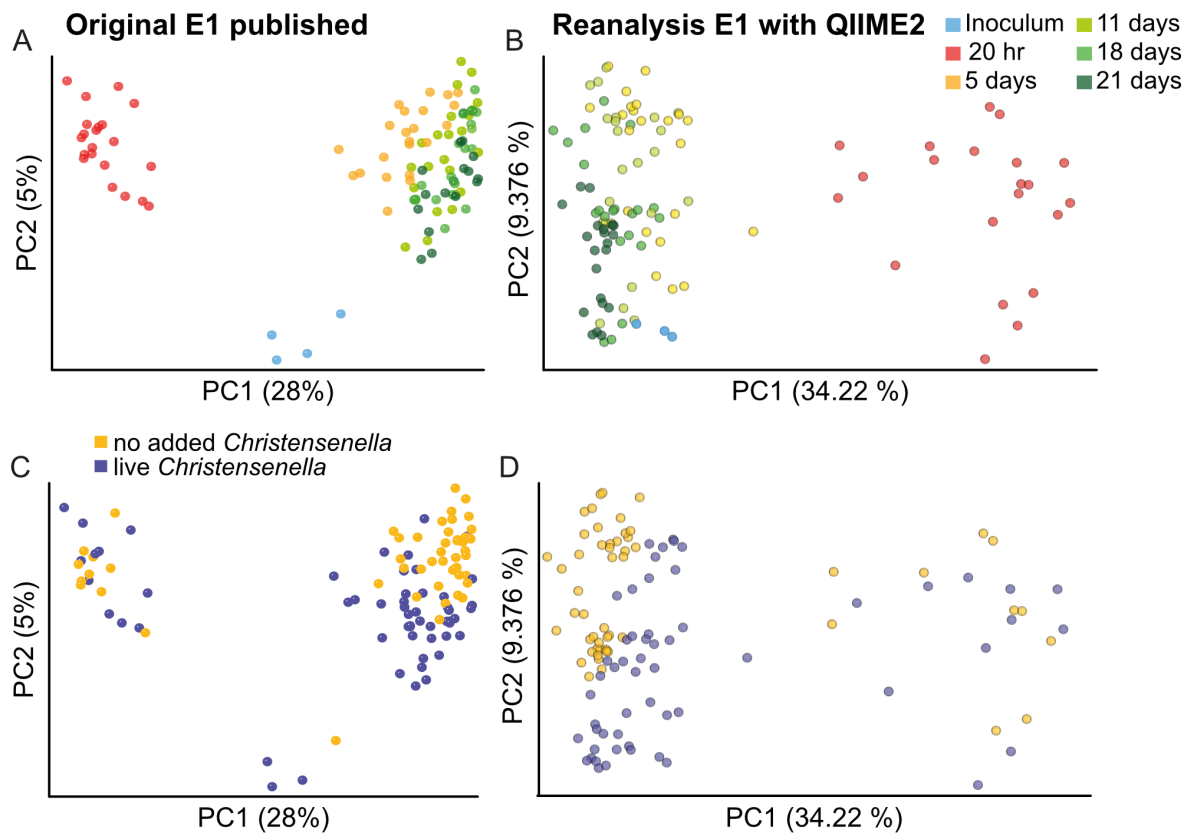 Original E1 published
Reanalysis E1 with QIIME2
Inoculum
11 days
20 hr
18 days
5 days
21 days
A
PC2 (5%)
PC1 (28%)
B
PC2 (9.376 %)
PC1 (34.22 %)
no added Christensenella
live Christensenella
C
PC2 (5%)
PC1 (28%)
D
PC2 (9.376 %)
PC1 (34.22 %)